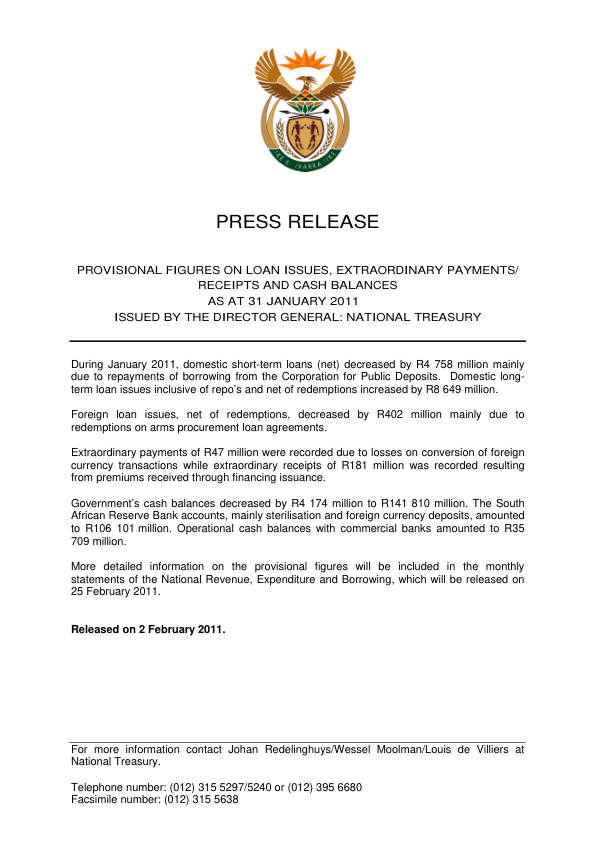 !KE E: /XARRA //KE
PRESS RELEASE
PROVISIONAL FIGURES ON LOAN ISSUES, EXTRAORDINARY PAYMENTS/
RECEIPTS AND CASH BALANCES
AS AT 31 JANUARY 2011
ISSUED BY THE DIRECTOR GENERAL: NATIONAL TREASURY
During January 2011, domestic short-term loans (net) decreased by R4 758 million mainly
due to repayments of borrowing from the Corporation for Public Deposits.  Domestic long-
term loan issues inclusive of repo's and net of redemptions increased by R8 649 million.
Foreign loan issues, net of redemptions, decreased by R402 million mainly due to
redemptions on arms procurement loan agreements.
Extraordinary payments of R47 million were recorded due to losses on conversion of foreign
currency transactions while extraordinary receipts of R181 million was recorded resulting
from premiums received through financing issuance.
Government's cash balances decreased by R4 174 million to R141 810 million. The South
African Reserve Bank accounts, mainly sterilisation and foreign currency deposits, amounted
to R106 101 million. Operational cash balances with commercial banks amounted to R35
709 million.
More detailed information on the provisional figures will be included in the monthly
statements of the National Revenue, Expenditure and Borrowing, which will be released on
25 February 2011.
Released on 2 February 2011.
For more information contact Johan Redelinghuys/Wessel Moolman/Louis de Villiers at
National Treasury.
Telephone number: (012) 315 5297/5240 or (012) 395 6680
Facsimile number: (012) 315 5638